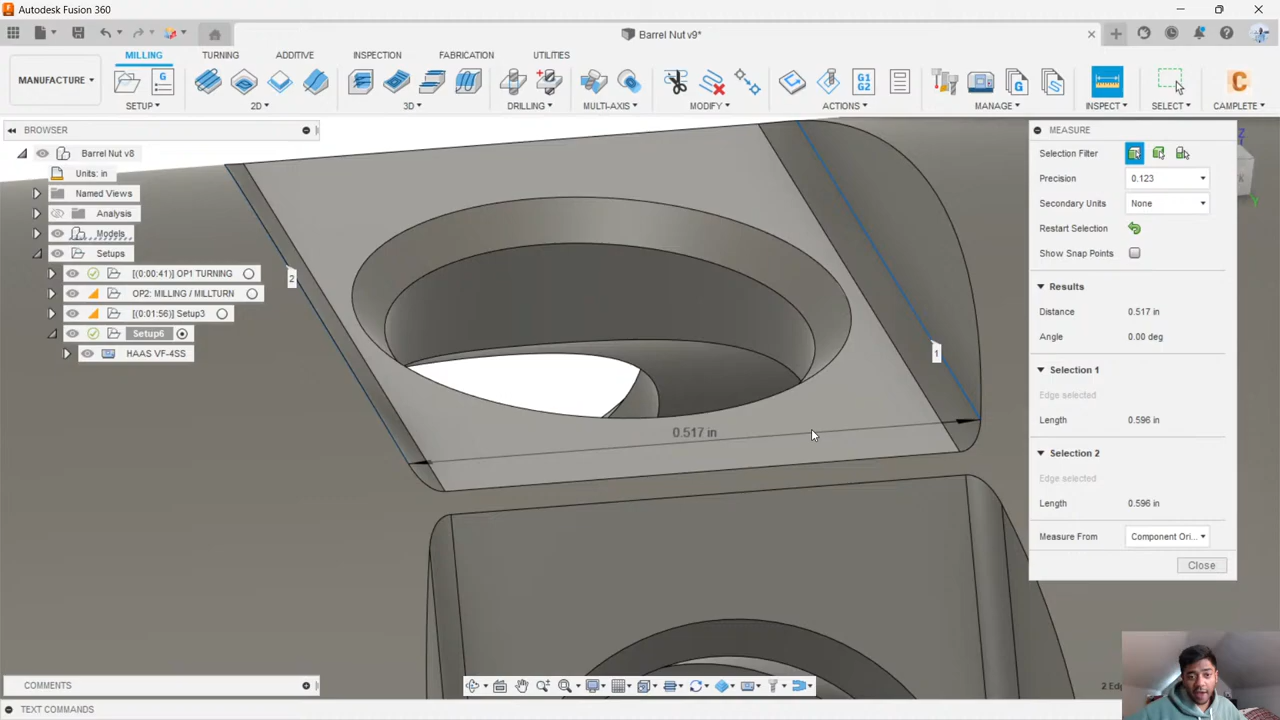 Autodesk Fusion 360
Barrel Nut v9*
MILLING TURNING ADDITIVE INSPECTION FABRICATION UTILITIES
MANUFACTURE
SETUP 2D 3D DRILLING MULTI-AXIS MODIFY ACTIONS MANAGE INSPECT SELECT COMPLETE
G
G1
G2
G
C
BROWSER
Barrel Nut v8
Units: in
Named Views
Analysis
Models
Setups
[(0:00:41)] OP1 TURNING
OP2: MILLING / MILLTURN
[(0:01:56)] Setup3
Setup6
HAAS VF-4SS
COMMENTS
TEXT COMMANDS
2
1
0.517 in
MEASURE
Selection Filter
Precision 0.123
Secondary Units None
Restart Selection
Show Snap Points
Results
Distance 0.517 in
Angle 0.00 deg
Selection 1
Edge selected
Length 0.596 in
Selection 2
Edge selected
Length 0.596 in
Measure From Component Ori...
Close
Z
X
Y